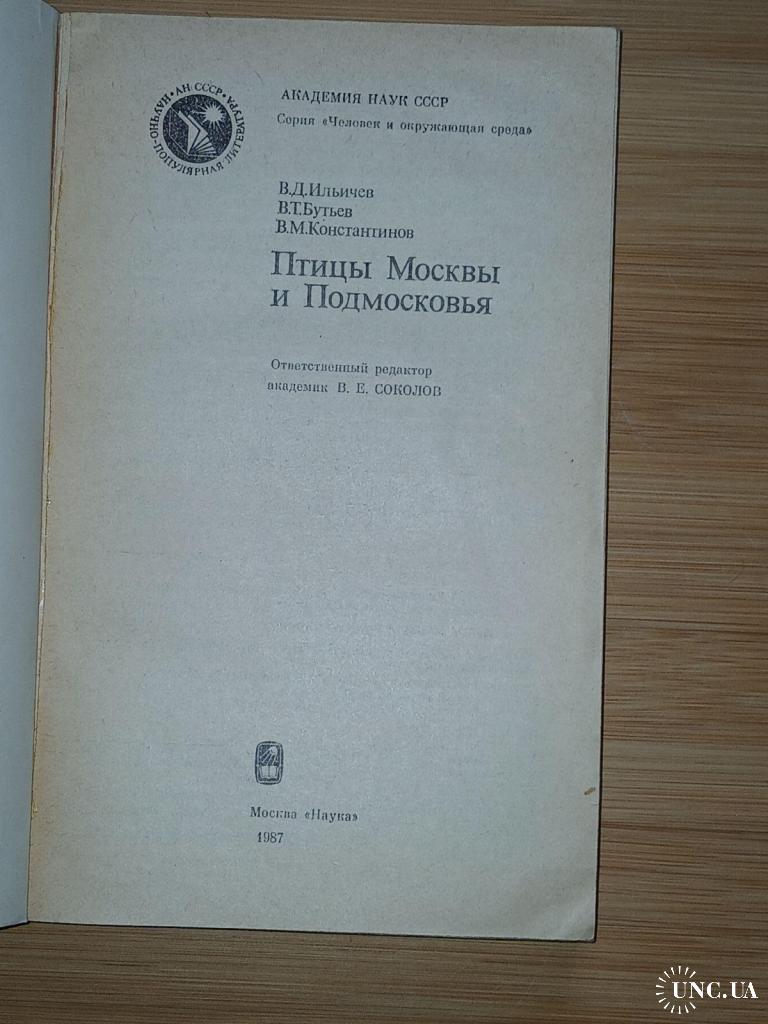 НАУЧНО-ПОПУЛЯРНАЯ ЛИТЕРАТУРА • АН СССР •
АКАДЕМИЯ НАУК СССР
Серия «Человек и окружающая среда»
В.Д.Ильичев
В.Т.Бутьев
В.М.Константинов
Птицы Москвы
и Подмосковья
Ответственный редактор
академик В. Е. СОКОЛОВ
Москва «Наука»
1987
UNC.UA